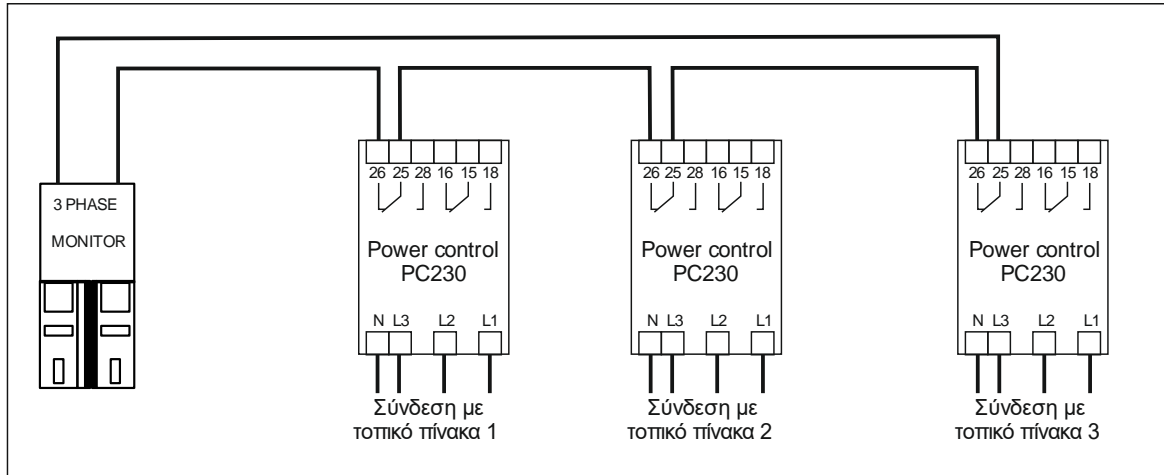 3 PHASE
MONITOR
26 25 28 16 15 18
Power control
PC230
N L3 L2 L1
Σύνδεση με
τοπικό πίνακα 1
26 25 28 16 15 18
Power control
PC230
N L3 L2 L1
Σύνδεση με
τοπικό πίνακα 2
26 25 28 16 15 18
Power control
PC230
N L3 L2 L1
Σύνδεση με
τοπικό πίνακα 3